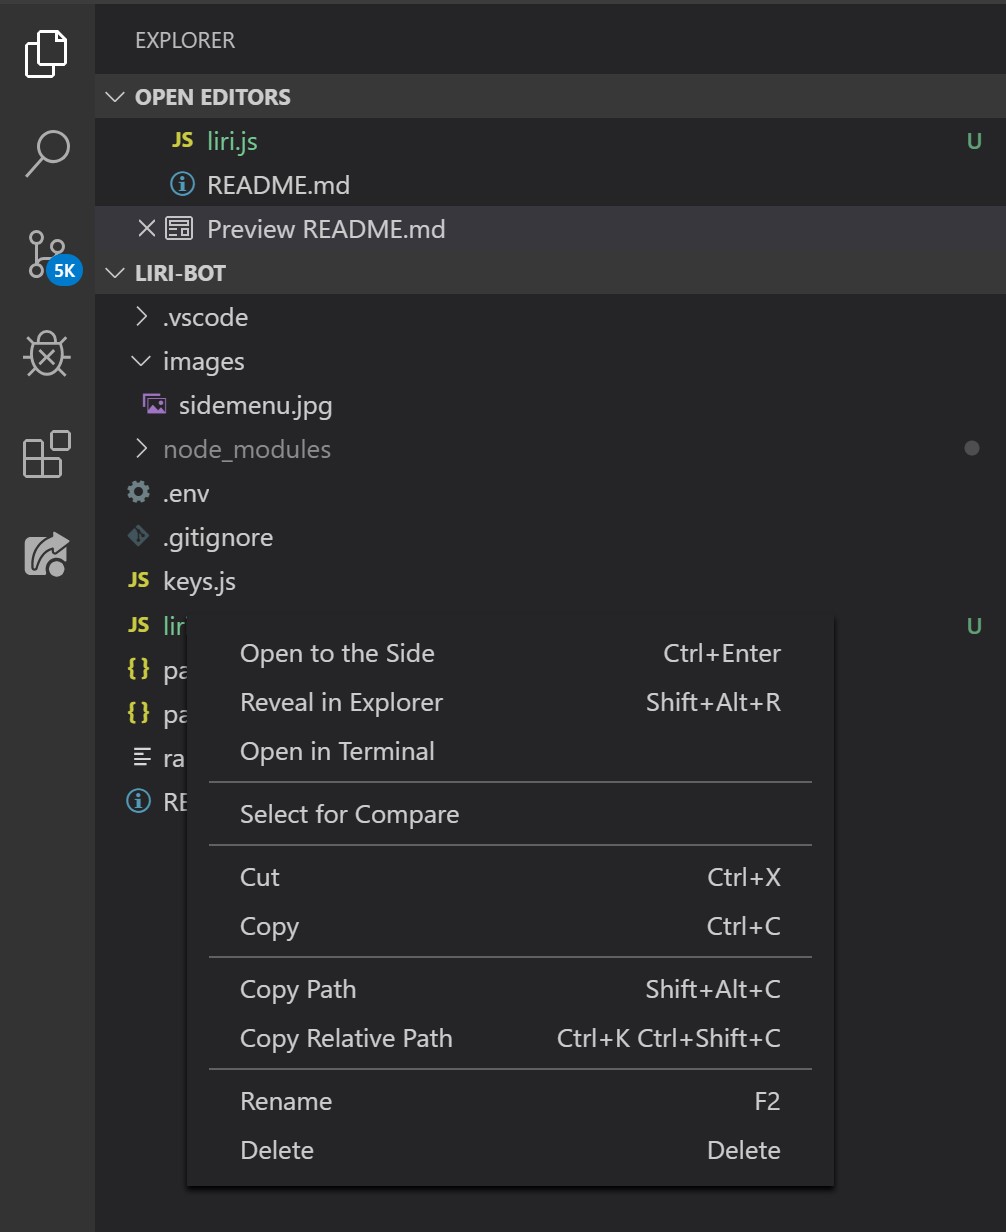 EXPLORER
OPEN EDITORS
JS liri.js U
README.md
Preview README.md
5K
LIRI-BOT
.vscode
images
sidemenu.jpg
node_modules
.env
.gitignore
JS keys.js
JS lir U
{} pa
{} pa
ra
RE
Open to the Side Ctrl+Enter
Reveal in Explorer Shift+Alt+R
Open in Terminal
Select for Compare
Cut Ctrl+X
Copy Ctrl+C
Copy Path Shift+Alt+C
Copy Relative Path Ctrl+K Ctrl+Shift+C
Rename F2
Delete Delete